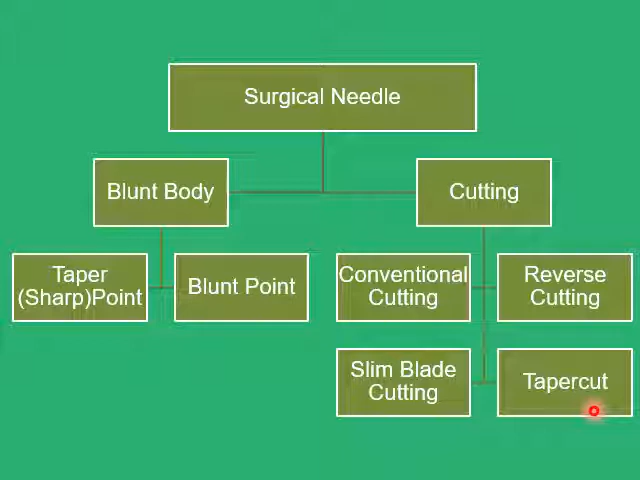 Surgical Needle
Blunt Body
Cutting
Taper
(Sharp)Point
Blunt Point
Conventional
Cutting
Reverse
Cutting
Slim Blade
Cutting
Tapercut